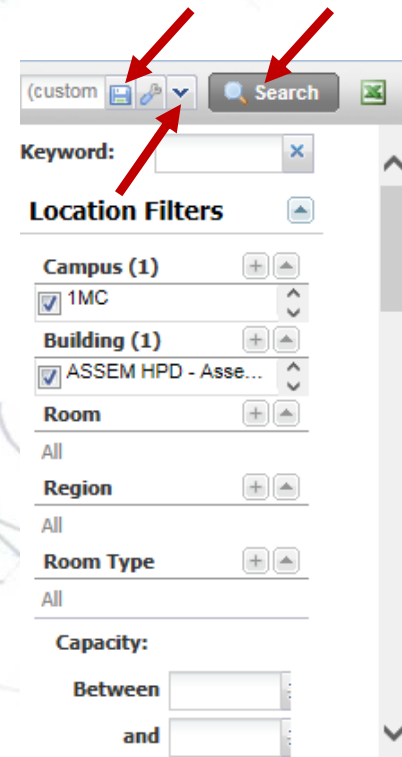 (custom
Search
Keyword:
Location Filters
Campus (1)
1MC
Building (1)
ASSEM HPD - Asse...
Room
All
Region
All
Room Type
All
Capacity:
Between
and